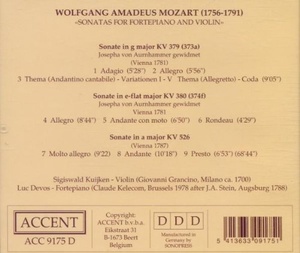 WOLFGANG AMADEUS MOZART (1756-1791)
«SONATAS FOR FORTEPIANO AND VIOLIN»
Sonate in g major KV 379 (373a)
Josepha von Aurnhammer gewidmet
(Vienna 1781)
1 Adagio (5'28") 2 Allegro (5'56")
3 Thema (Andantino cantabile) - Variationen I - V Thema (Allegretto) - Coda (9'05")
Sonate in e-flat major KV 380 (374f)
Josepha von Aurnhammer gewidmet
Vienna 1781
4 Allegro (8'44") 5 Andante con moto (6'50") 6 Rondeau (4'29")
Sonate in a major KV 526
(Vienna 1787)
7 Molto allegro (9'22) 8 Andante (10'18") 9 Presto (6'53") (68'44")
Sigiswald Kuijken - Violin (Giovanni Grancino, Milano ca. 1700)
Luc Devos - Fortepiano (Claude Kelecom, Brussels 1978 after J.A. Stein, Augsburg 1788)
ACCENT
ACC 9175 D
Copyright:
ACCENT b.v.b.a.
Eikstraat 31
B-1673 Beert
Belgium
D D D
Manufactured in
Germany by
SONOPRESS
5 413633 091751